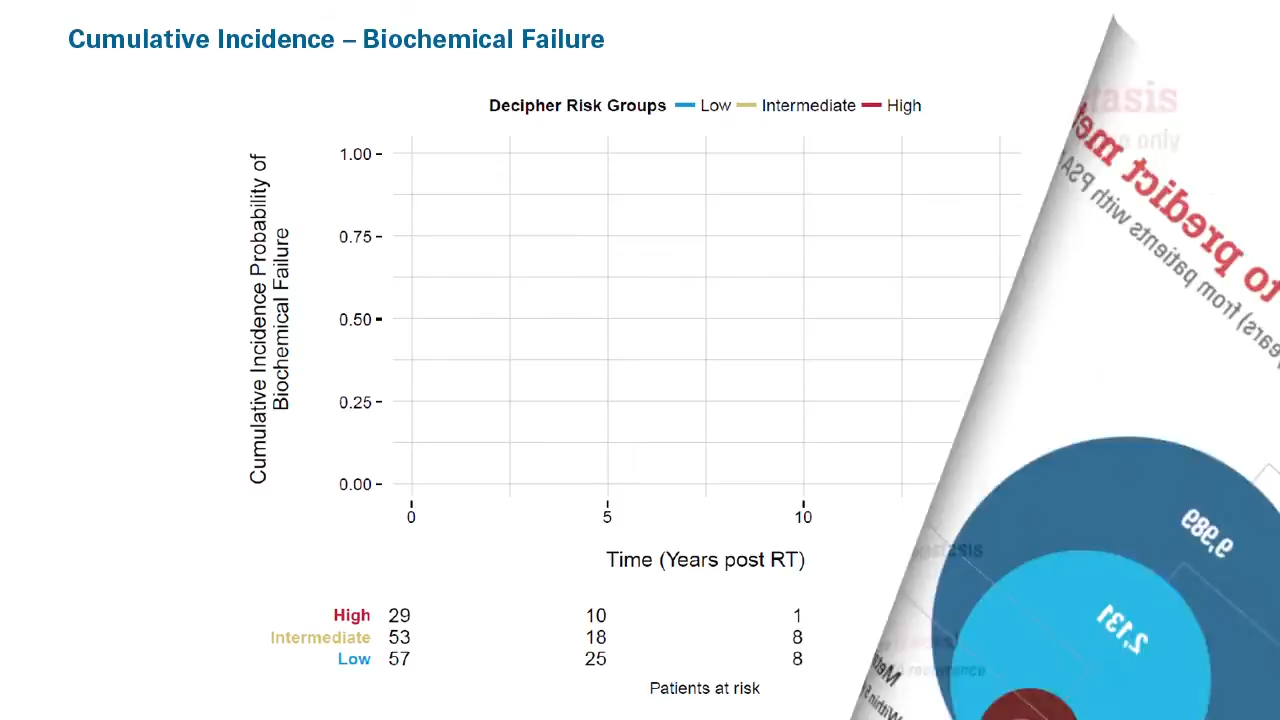 Cumulative Incidence – Biochemical Failure
Decipher Risk Groups Low Intermediate High
Cumulative Incidence Probability of
Biochemical Failure
1.00
0.75
0.50
0.25
0.00
0 5 10
Time (Years post RT)
High 29 10 1
Intermediate 53 18 8
Low 57 25 8
Patients at risk
to predict met
ears) from patients with PSA
9,989
2,131